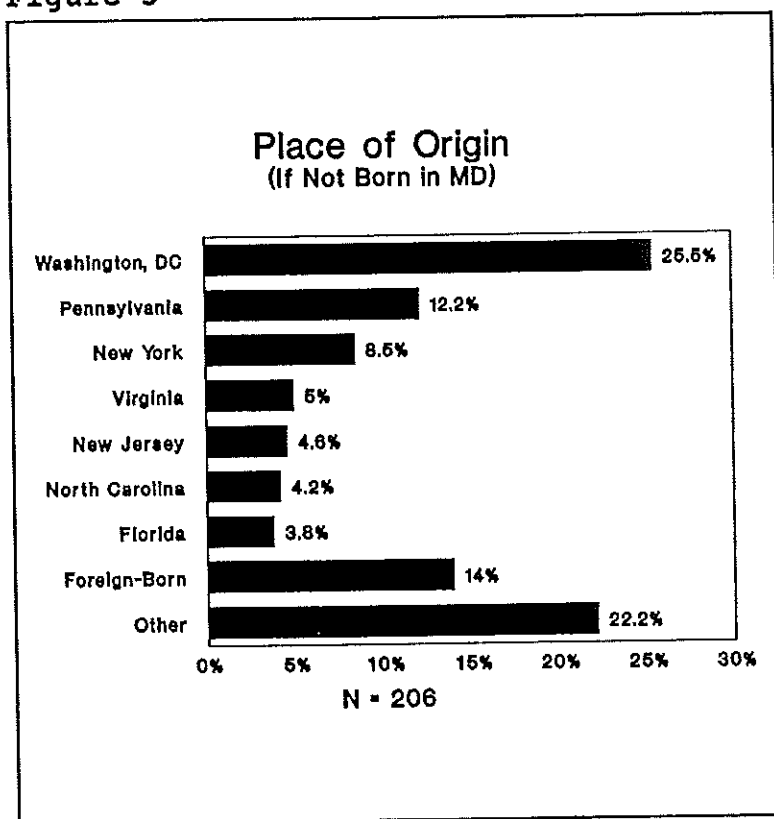 Figure
Place of Origin
(If Not Born in MD)
Washington, DC 25.5%
Pennsylvania 12.2%
New York 8.5%
Virginia 5%
New Jersey 4.6%
North Carolina 4.2%
Florida 3.8%
Foreign-Born 14%
Other 22.2%
0% 5% 10% 15% 20% 25% 30%
N = 206